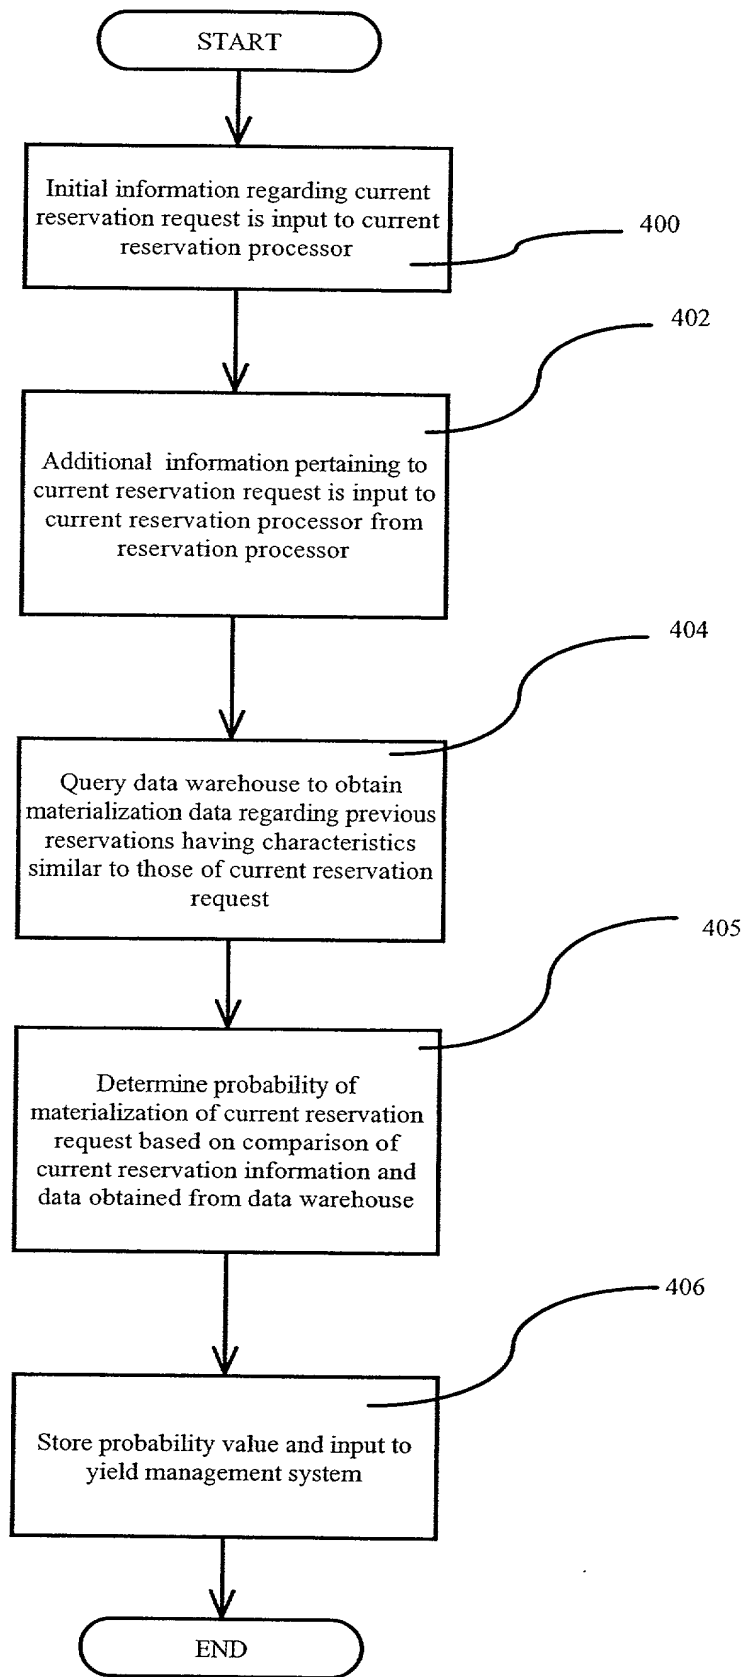 START
Initial information regarding current
reservation request is input to current
reservation processor
400
402
Additional information pertaining to
current reservation request is input to
current reservation processor from
reservation processor
404
Query data warehouse to obtain
materialization data regarding previous
reservations having characteristics
similar to those of current reservation
request
405
Determine probability of
materialization of current reservation
request based on comparison of
current reservation information and
data obtained from data warehouse
406
Store probability value and input to
yield management system
END